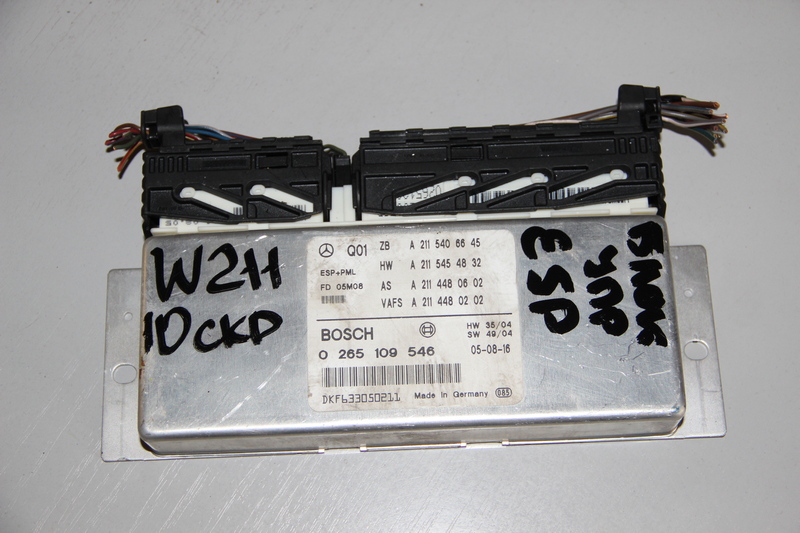 W211
Q01 ZB A 211 540 66 45
HW A 211 545 48 32
ESP+PML
FD 05M08 AS A 211 448 06 02
VAFS A 211 448 02 02
BOSCH
HW 35/04
SW 49/04
0 265 109 546 05-08-16
DKF633050211 Made in Germany 085
ESP